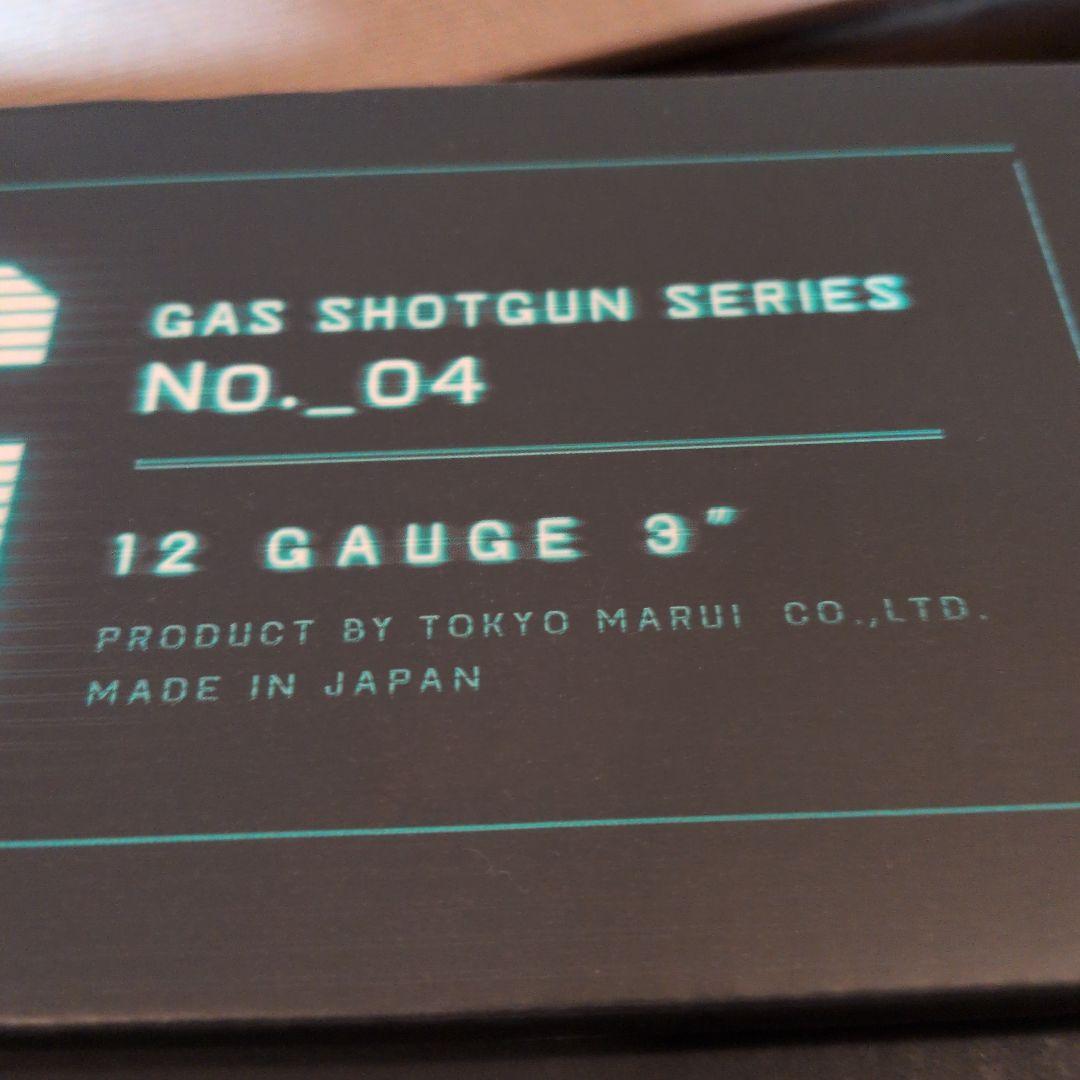 GAS SHOTGUN SERIES
No._04
12 GAUGE 3"
PRODUCT BY TOKYO MARUI CO.,LTD.
MADE IN JAPAN